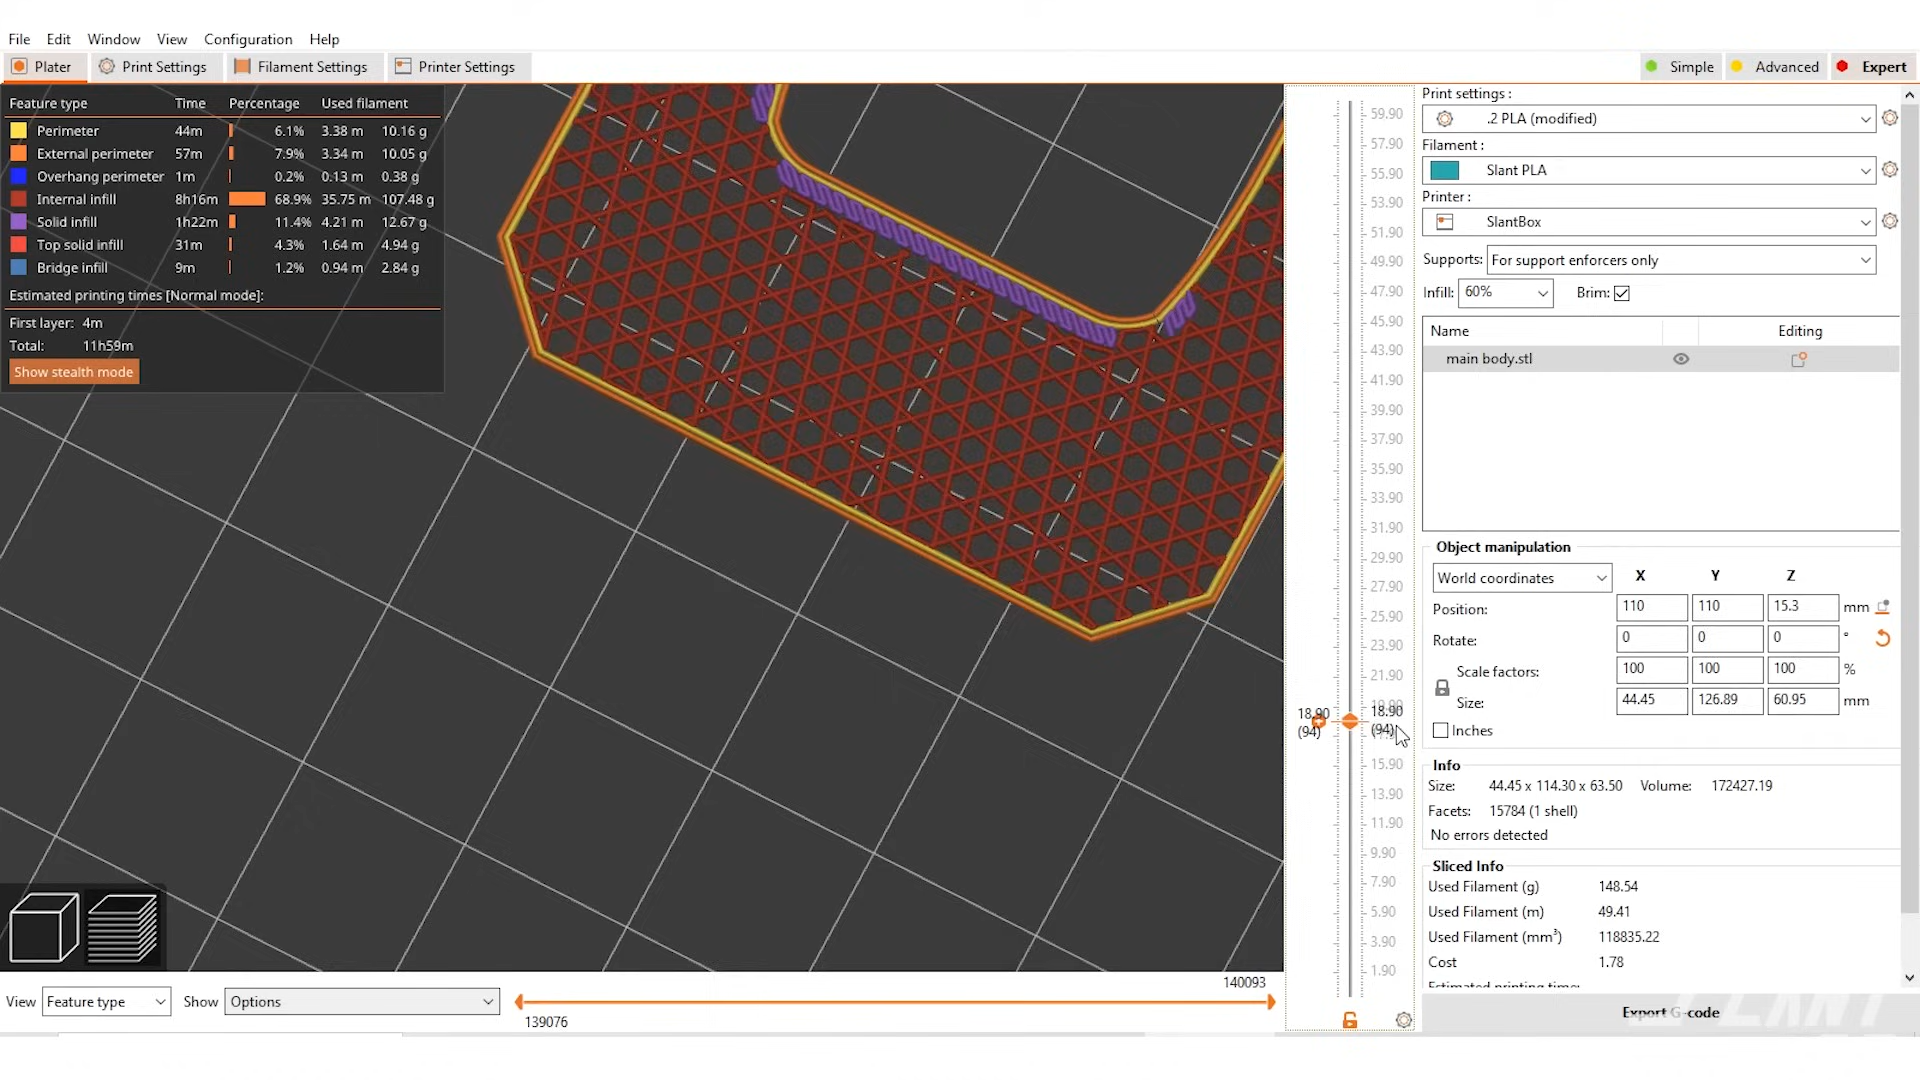 File Edit Window View Configuration Help
Plater Print Settings Filament Settings Printer Settings Simple Advanced Expert
Feature type Time Percentage Used filament
Perimeter 44m 6.1% 3.38 m 10.16 g
External perimeter 57m 7.9% 3.34 m 10.05 g
Overhang perimeter 1m 0.2% 0.13 m 0.38 g
Internal infill 8h16m 68.9% 35.75 m 107.48 g
Solid infill 1h22m 11.4% 4.21 m 12.67 g
Top solid infill 31m 4.3% 1.64 m 4.94 g
Bridge infill 9m 1.2% 0.94 m 2.84 g
Estimated printing times [Normal mode]:
First layer: 4m
Total: 11h59m
Show stealth mode
59.90
57.90
55.90
53.90
51.90
49.90
47.90
45.90
43.90
41.90
39.90
37.90
35.90
33.90
31.90
29.90
27.90
25.90
23.90
21.90
19.90
18.90 18.90
(94) (94)
15.90
13.90
11.90
9.90
7.90
5.90
3.90
1.90
Print settings :
.2 PLA (modified)
Filament :
Slant PLA
Printer :
SlantBox
Supports: For support enforcers only
Infill: 60% Brim:
Name Editing
main body.stl
Object manipulation
World coordinates X Y Z
Position: 110 110 15.3 mm
Rotate: 0 0 0 °
Scale factors: 100 100 100 %
Size: 44.45 126.89 60.95 mm
Inches
Info
Size: 44.45 x 114.30 x 63.50 Volume: 172427.19
Facets: 15784 (1 shell)
No errors detected
Sliced Info
Used Filament (g) 148.54
Used Filament (m) 49.41
Used Filament (mm³) 118835.22
Cost 1.78
Estimated printing time:
Export G-code
View Feature type Show Options
140093
139076